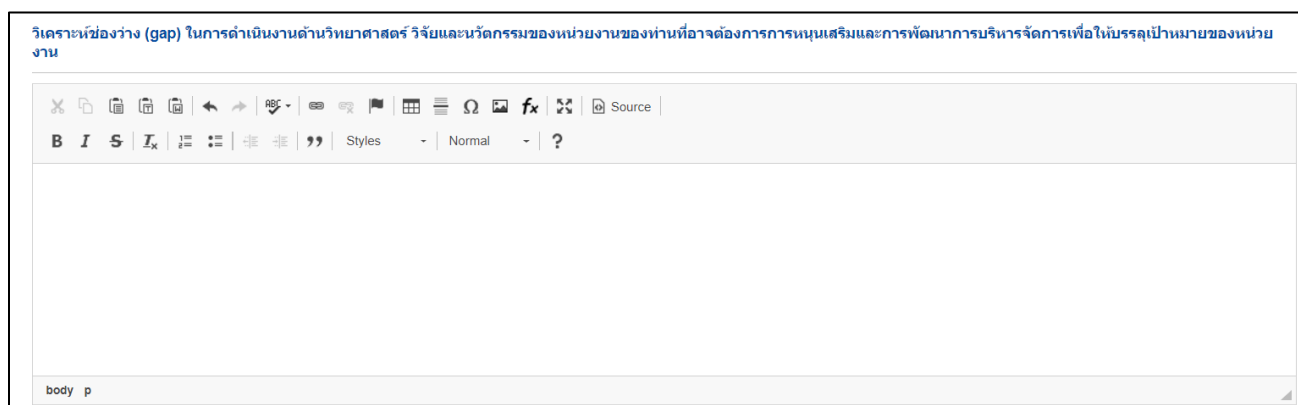 วิเคราะห์ช่องว่าง (gap) ในการดำเนินงานด้านวิทยาศาสตร์ วิจัยและนวัตกรรมของหน่วยงานของท่านที่อาจต้องการการหนุนเสริมและการพัฒนาการบริหารจัดการเพื่อให้บรรลุเป้าหมายของหน่วย
งาน
ABC Ω fx Source
B I S Ix Styles Normal ?
body p